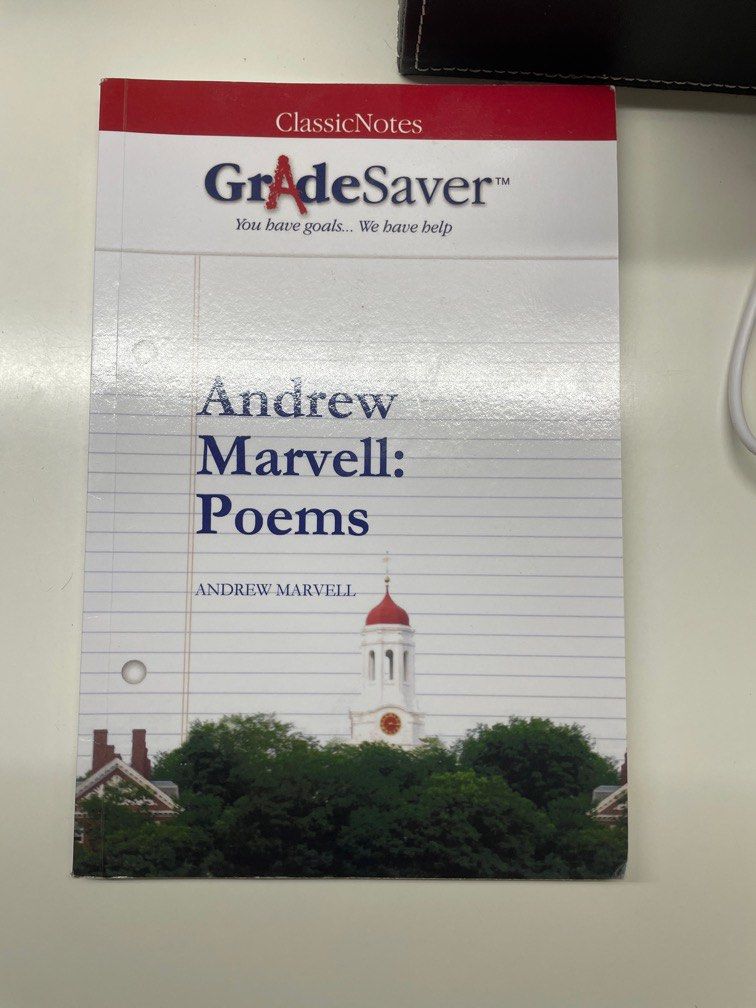 ClassicNotes
GrAdeSaver™
You have goals... We have help
Andrew
Marvell:
Poems
ANDREW MARVELL